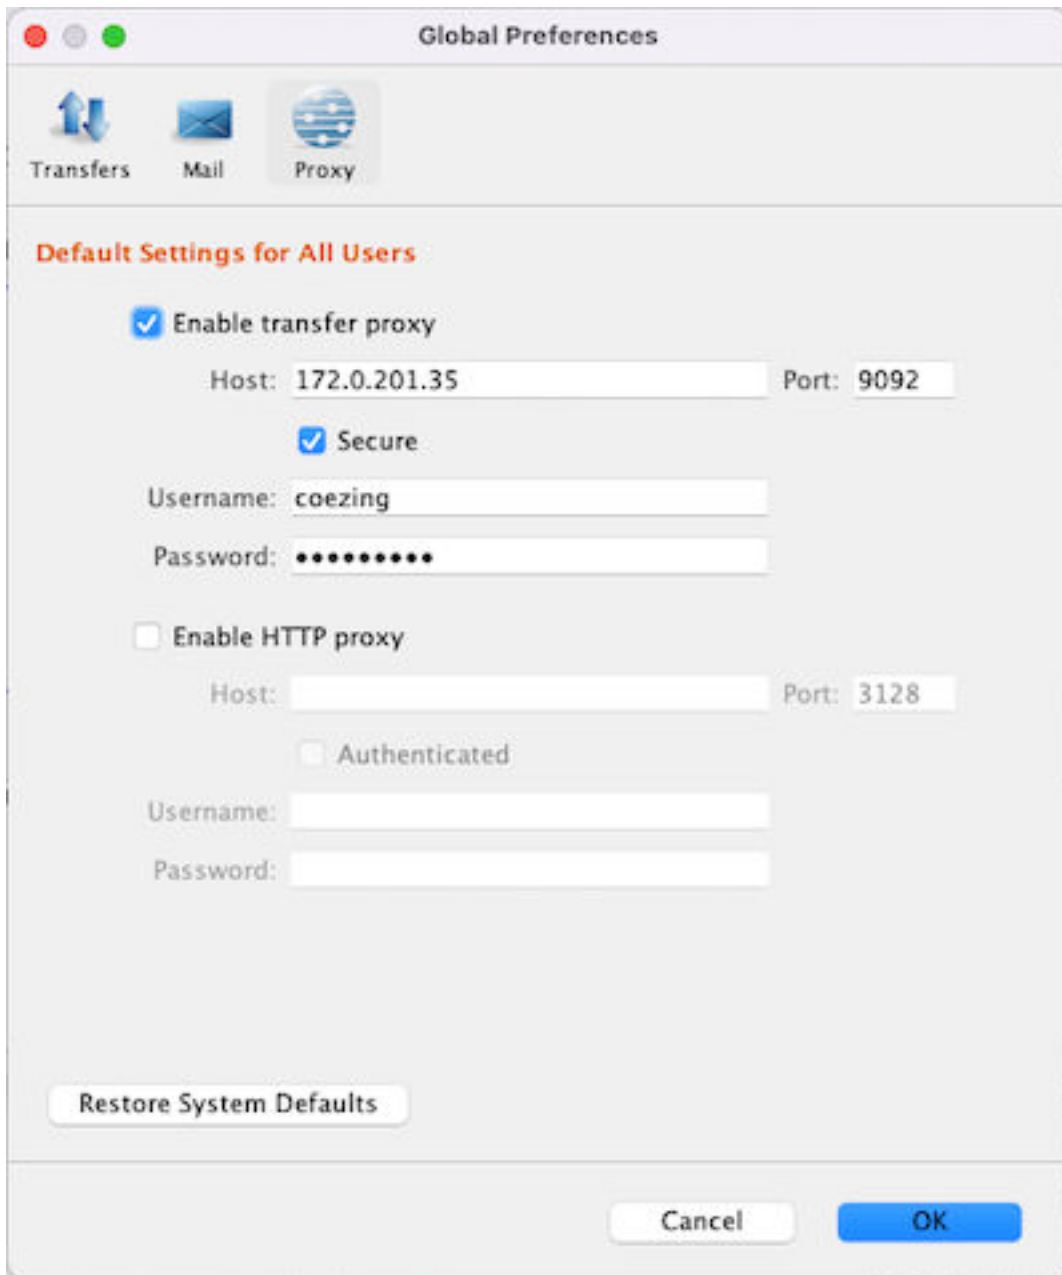 Global Preferences
Transfers Mail Proxy
Default Settings for All Users
Enable transfer proxy
Host: 172.0.201.35 Port: 9092
Secure
Username: coezing
Password: •••••••••
Enable HTTP proxy
Host: Port: 3128
Authenticated
Username:
Password:
Restore System Defaults
Cancel OK